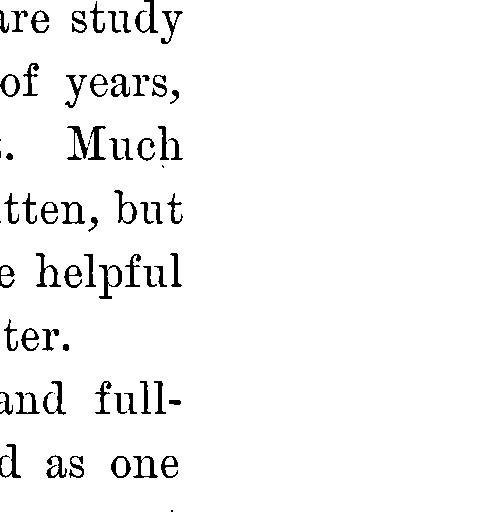 are study
of years,
. Much
tten, but
e helpful
ter.
and full-
d as one